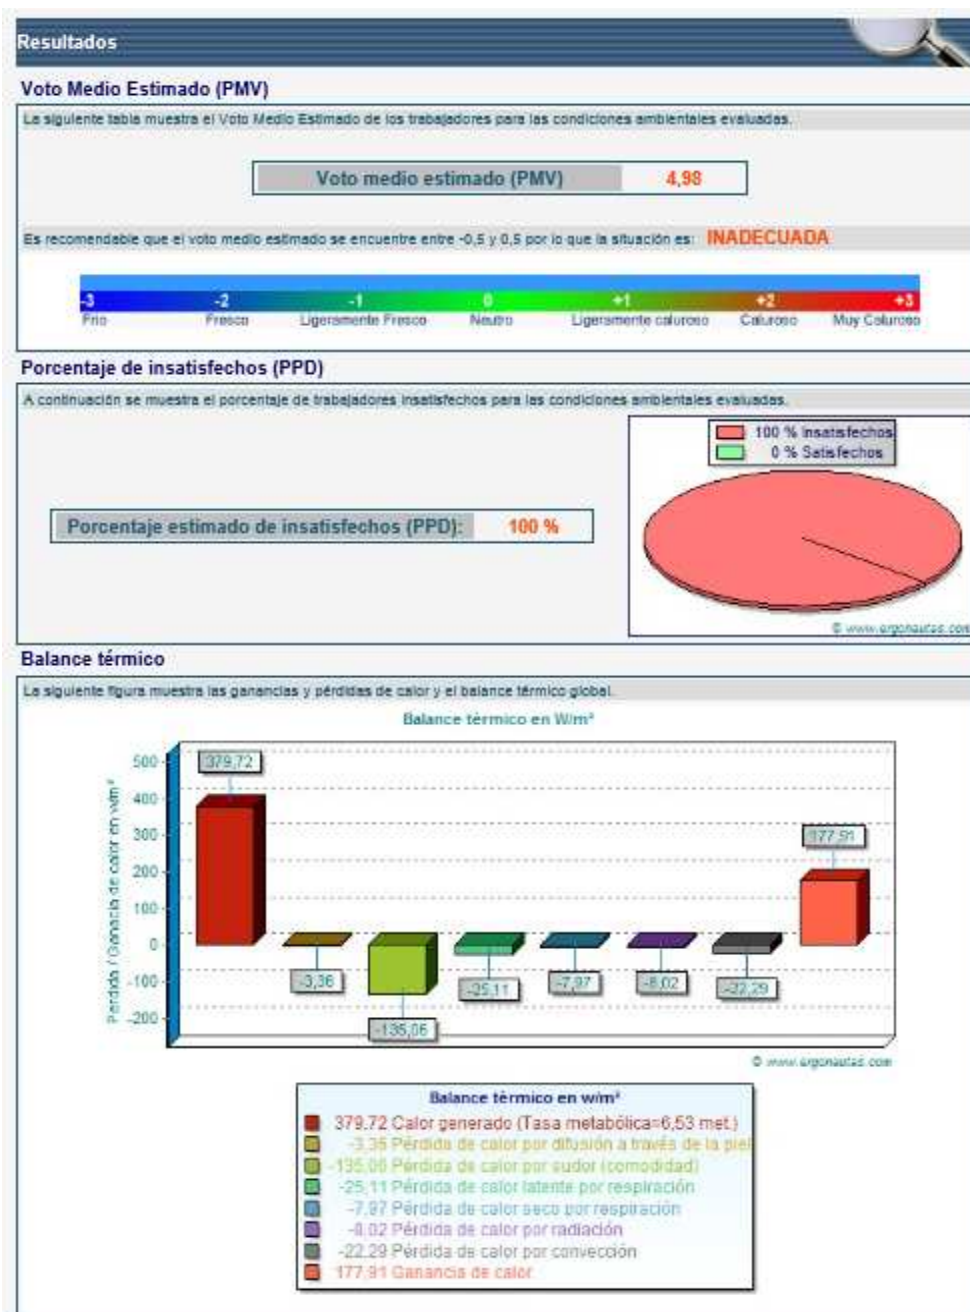 Resultados
Voto Medio Estimado (PMV)
La siguiente tabla muestra el Voto Medio Estimado de los trabajadores para las condiciones ambientales evaluadas.
Voto medio estimado (PMV) 4,98
Es recomendable que el voto medio estimado se encuentre entre -0,5 y 0,5 por lo que la situación es: INADECUADA
-3 -2 -1 0 +1 +2 +3
Frio Fresco Ligeramente Fresco Neutro Ligeramente caluroso Caluroso Muy Caluroso
Porcentaje de insatisfechos (PPD)
A continuación se muestra el porcentaje de trabajadores insatisfechos para las condiciones ambientales evaluadas.
100 % Insatisfechos
0 % Satisfechos
Porcentaje estimado de insatisfechos (PPD): 100 %
© www.ergonautas.com
Balance térmico
La siguiente figura muestra las ganancias y pérdidas de calor y el balance térmico global.
Balance térmico en W/m²
Perdida / Ganacia de calor en w/m²
500
400
300
200
100
0
-100
-200
379,72
-3,36
-135,06
-25,11
-7,97
-8,02
-22,29
177,91
© www.ergonautas.com
Balance térmico en w/m²
379.72 Calor generado (Tasa metabólica=6,53 met.)
-3,36 Pérdida de calor por difusión a través de la piel
-135,06 Pérdida de calor por sudor (comodidad)
-25,11 Pérdida de calor latente por respiración
-7,97 Pérdida de calor seco por respiración
-8,02 Pérdida de calor por radiación
-22,29 Pérdida de calor por convección
177,91 Ganancia de calor